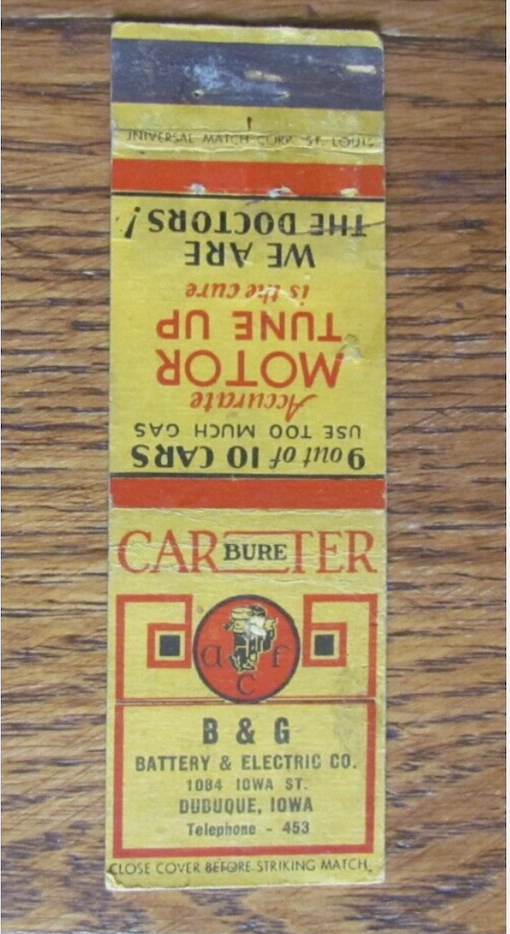 UNIVERSAL MATCH CORP. ST. LOUIS
9 out of 10 CARS
USE TOO MUCH GAS
Accurate
MOTOR
TUNE UP
is the cure
WE ARE
THE DOCTORS!
CARBURETER
a c f
B & G
BATTERY & ELECTRIC CO.
1084 IOWA ST.
DUBUQUE, IOWA
Telephone - 453
CLOSE COVER BEFORE STRIKING MATCH